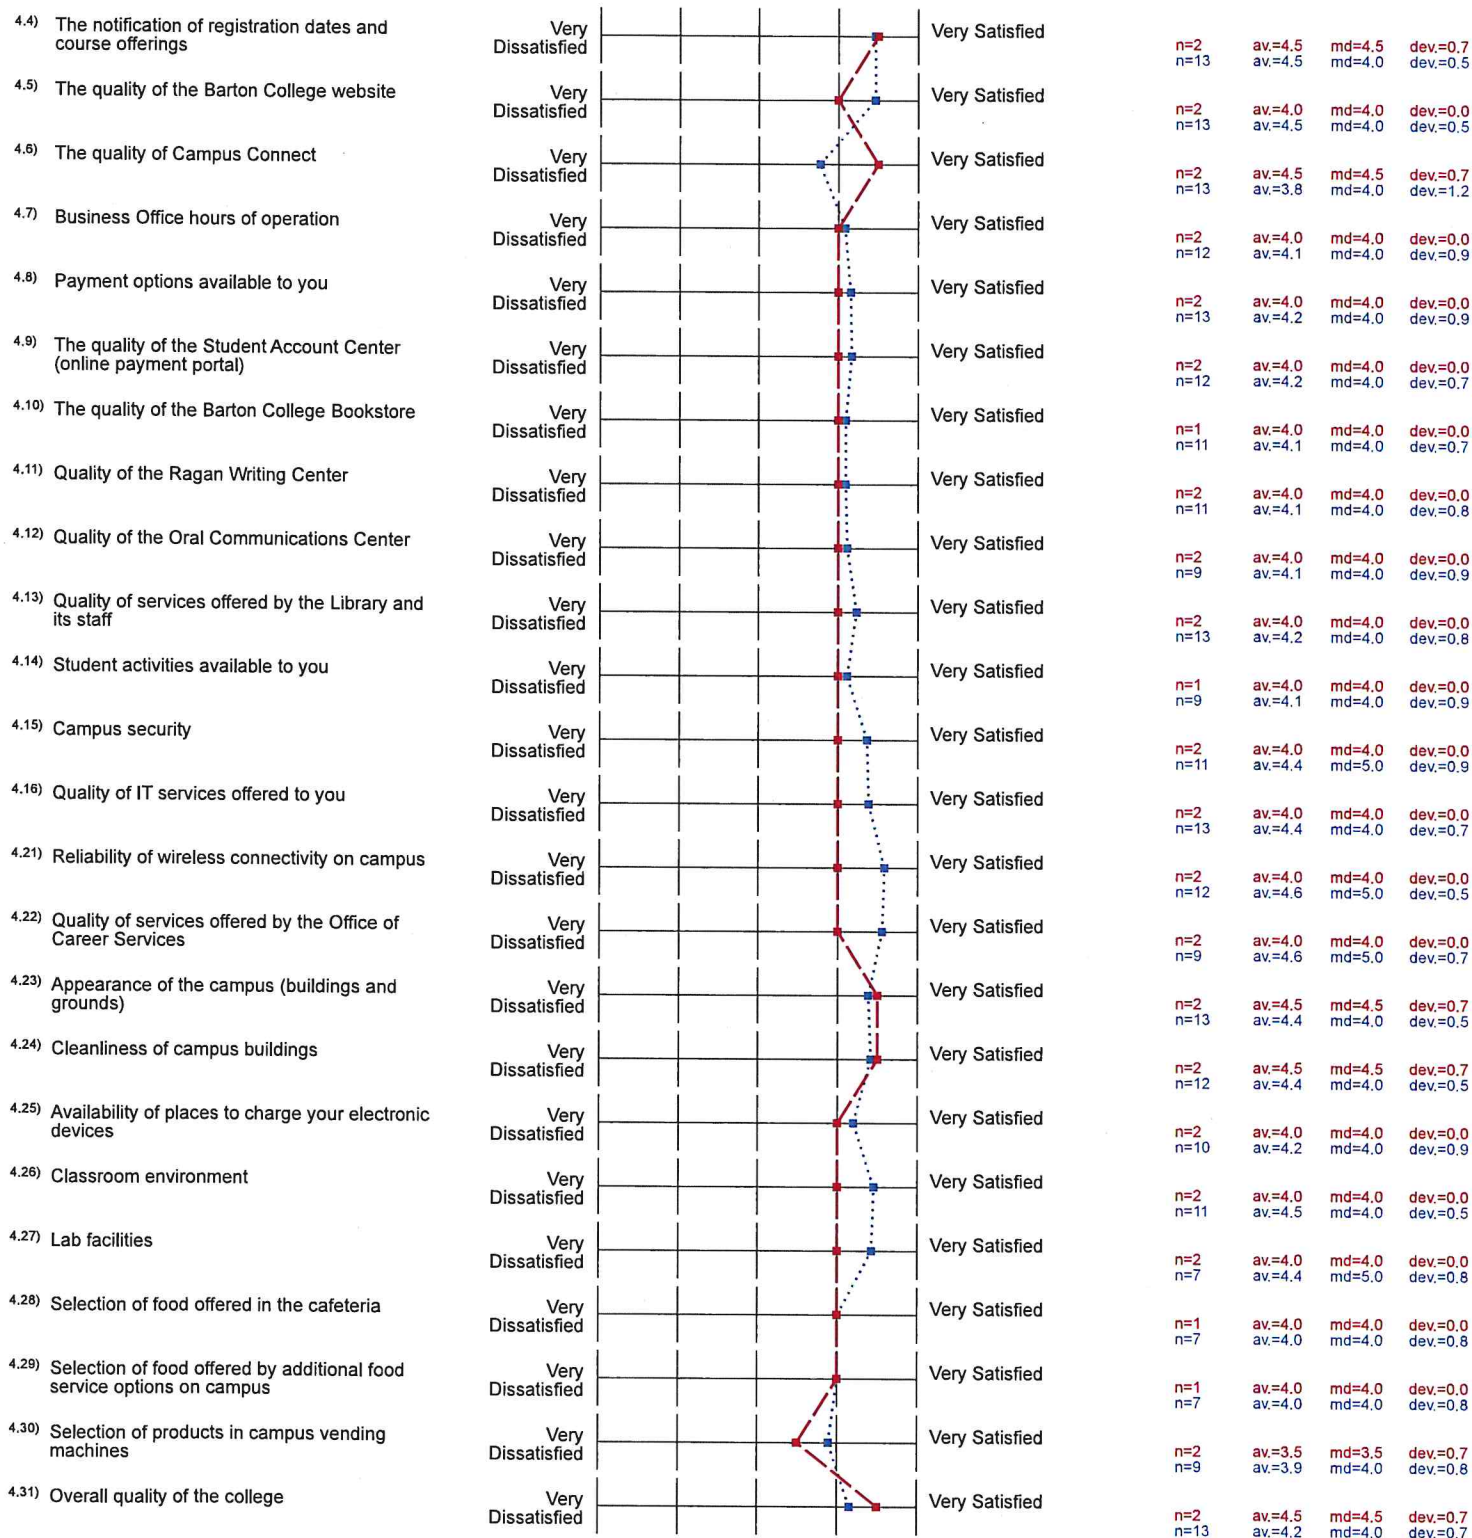 4.4) The notification of registration dates and
course offerings
Very
Dissatisfied
Very Satisfied
n=2 av.=4.5 md=4.5 dev.=0.7
n=13 av.=4.5 md=4.0 dev.=0.5
4.5) The quality of the Barton College website
Very
Dissatisfied
Very Satisfied
n=2 av.=4.0 md=4.0 dev.=0.0
n=13 av.=4.5 md=4.0 dev.=0.5
4.6) The quality of Campus Connect
Very
Dissatisfied
Very Satisfied
n=2 av.=4.5 md=4.5 dev.=0.7
n=13 av.=3.8 md=4.0 dev.=1.2
4.7) Business Office hours of operation
Very
Dissatisfied
Very Satisfied
n=2 av.=4.0 md=4.0 dev.=0.0
n=12 av.=4.1 md=4.0 dev.=0.9
4.8) Payment options available to you
Very
Dissatisfied
Very Satisfied
n=2 av.=4.0 md=4.0 dev.=0.0
n=13 av.=4.2 md=4.0 dev.=0.9
4.9) The quality of the Student Account Center
(online payment portal)
Very
Dissatisfied
Very Satisfied
n=2 av.=4.0 md=4.0 dev.=0.0
n=12 av.=4.2 md=4.0 dev.=0.7
4.10) The quality of the Barton College Bookstore
Very
Dissatisfied
Very Satisfied
n=1 av.=4.0 md=4.0 dev.=0.0
n=11 av.=4.1 md=4.0 dev.=0.7
4.11) Quality of the Ragan Writing Center
Very
Dissatisfied
Very Satisfied
n=2 av.=4.0 md=4.0 dev.=0.0
n=11 av.=4.1 md=4.0 dev.=0.8
4.12) Quality of the Oral Communications Center
Very
Dissatisfied
Very Satisfied
n=2 av.=4.0 md=4.0 dev.=0.0
n=9 av.=4.1 md=4.0 dev.=0.9
4.13) Quality of services offered by the Library and
its staff
Very
Dissatisfied
Very Satisfied
n=2 av.=4.0 md=4.0 dev.=0.0
n=13 av.=4.2 md=4.0 dev.=0.8
4.14) Student activities available to you
Very
Dissatisfied
Very Satisfied
n=1 av.=4.0 md=4.0 dev.=0.0
n=9 av.=4.1 md=4.0 dev.=0.9
4.15) Campus security
Very
Dissatisfied
Very Satisfied
n=2 av.=4.0 md=4.0 dev.=0.0
n=11 av.=4.4 md=5.0 dev.=0.9
4.16) Quality of IT services offered to you
Very
Dissatisfied
Very Satisfied
n=2 av.=4.0 md=4.0 dev.=0.0
n=13 av.=4.4 md=4.0 dev.=0.7
4.21) Reliability of wireless connectivity on campus
Very
Dissatisfied
Very Satisfied
n=2 av.=4.0 md=4.0 dev.=0.0
n=12 av.=4.6 md=5.0 dev.=0.5
4.22) Quality of services offered by the Office of
Career Services
Very
Dissatisfied
Very Satisfied
n=2 av.=4.0 md=4.0 dev.=0.0
n=9 av.=4.6 md=5.0 dev.=0.7
4.23) Appearance of the campus (buildings and
grounds)
Very
Dissatisfied
Very Satisfied
n=2 av.=4.5 md=4.5 dev.=0.7
n=13 av.=4.4 md=4.0 dev.=0.5
4.24) Cleanliness of campus buildings
Very
Dissatisfied
Very Satisfied
n=2 av.=4.5 md=4.5 dev.=0.7
n=12 av.=4.4 md=4.0 dev.=0.5
4.25) Availability of places to charge your electronic
devices
Very
Dissatisfied
Very Satisfied
n=2 av.=4.0 md=4.0 dev.=0.0
n=10 av.=4.2 md=4.0 dev.=0.9
4.26) Classroom environment
Very
Dissatisfied
Very Satisfied
n=2 av.=4.0 md=4.0 dev.=0.0
n=11 av.=4.5 md=4.0 dev.=0.5
4.27) Lab facilities
Very
Dissatisfied
Very Satisfied
n=2 av.=4.0 md=4.0 dev.=0.0
n=7 av.=4.4 md=5.0 dev.=0.8
4.28) Selection of food offered in the cafeteria
Very
Dissatisfied
Very Satisfied
n=1 av.=4.0 md=4.0 dev.=0.0
n=7 av.=4.0 md=4.0 dev.=0.8
4.29) Selection of food offered by additional food
service options on campus
Very
Dissatisfied
Very Satisfied
n=1 av.=4.0 md=4.0 dev.=0.0
n=7 av.=4.0 md=4.0 dev.=0.8
4.30) Selection of products in campus vending
machines
Very
Dissatisfied
Very Satisfied
n=2 av.=3.5 md=3.5 dev.=0.7
n=9 av.=3.9 md=4.0 dev.=0.8
4.31) Overall quality of the college
Very
Dissatisfied
Very Satisfied
n=2 av.=4.5 md=4.5 dev.=0.7
n=13 av.=4.2 md=4.0 dev.=0.7